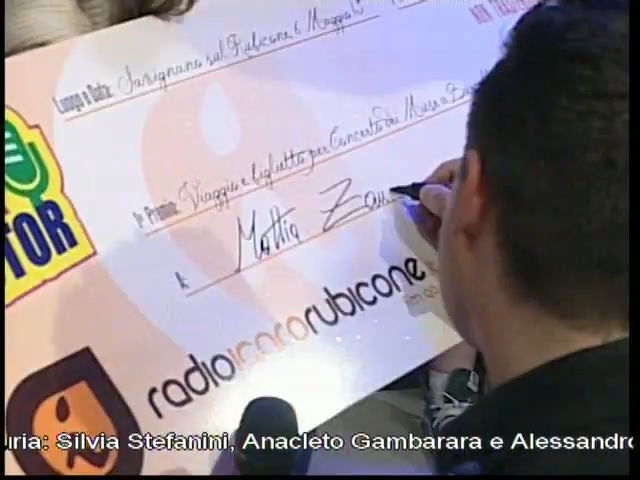 Luogo e Data: Savignano sul Rubicone 6 Maggio
1° Premio: Viaggio e biglietto per Concerto dei Muse a
A: Mattia Za
TOR
radioicarorubicone
uria: Silvia Stefanini, Anacleto Gambarara e Alessandro